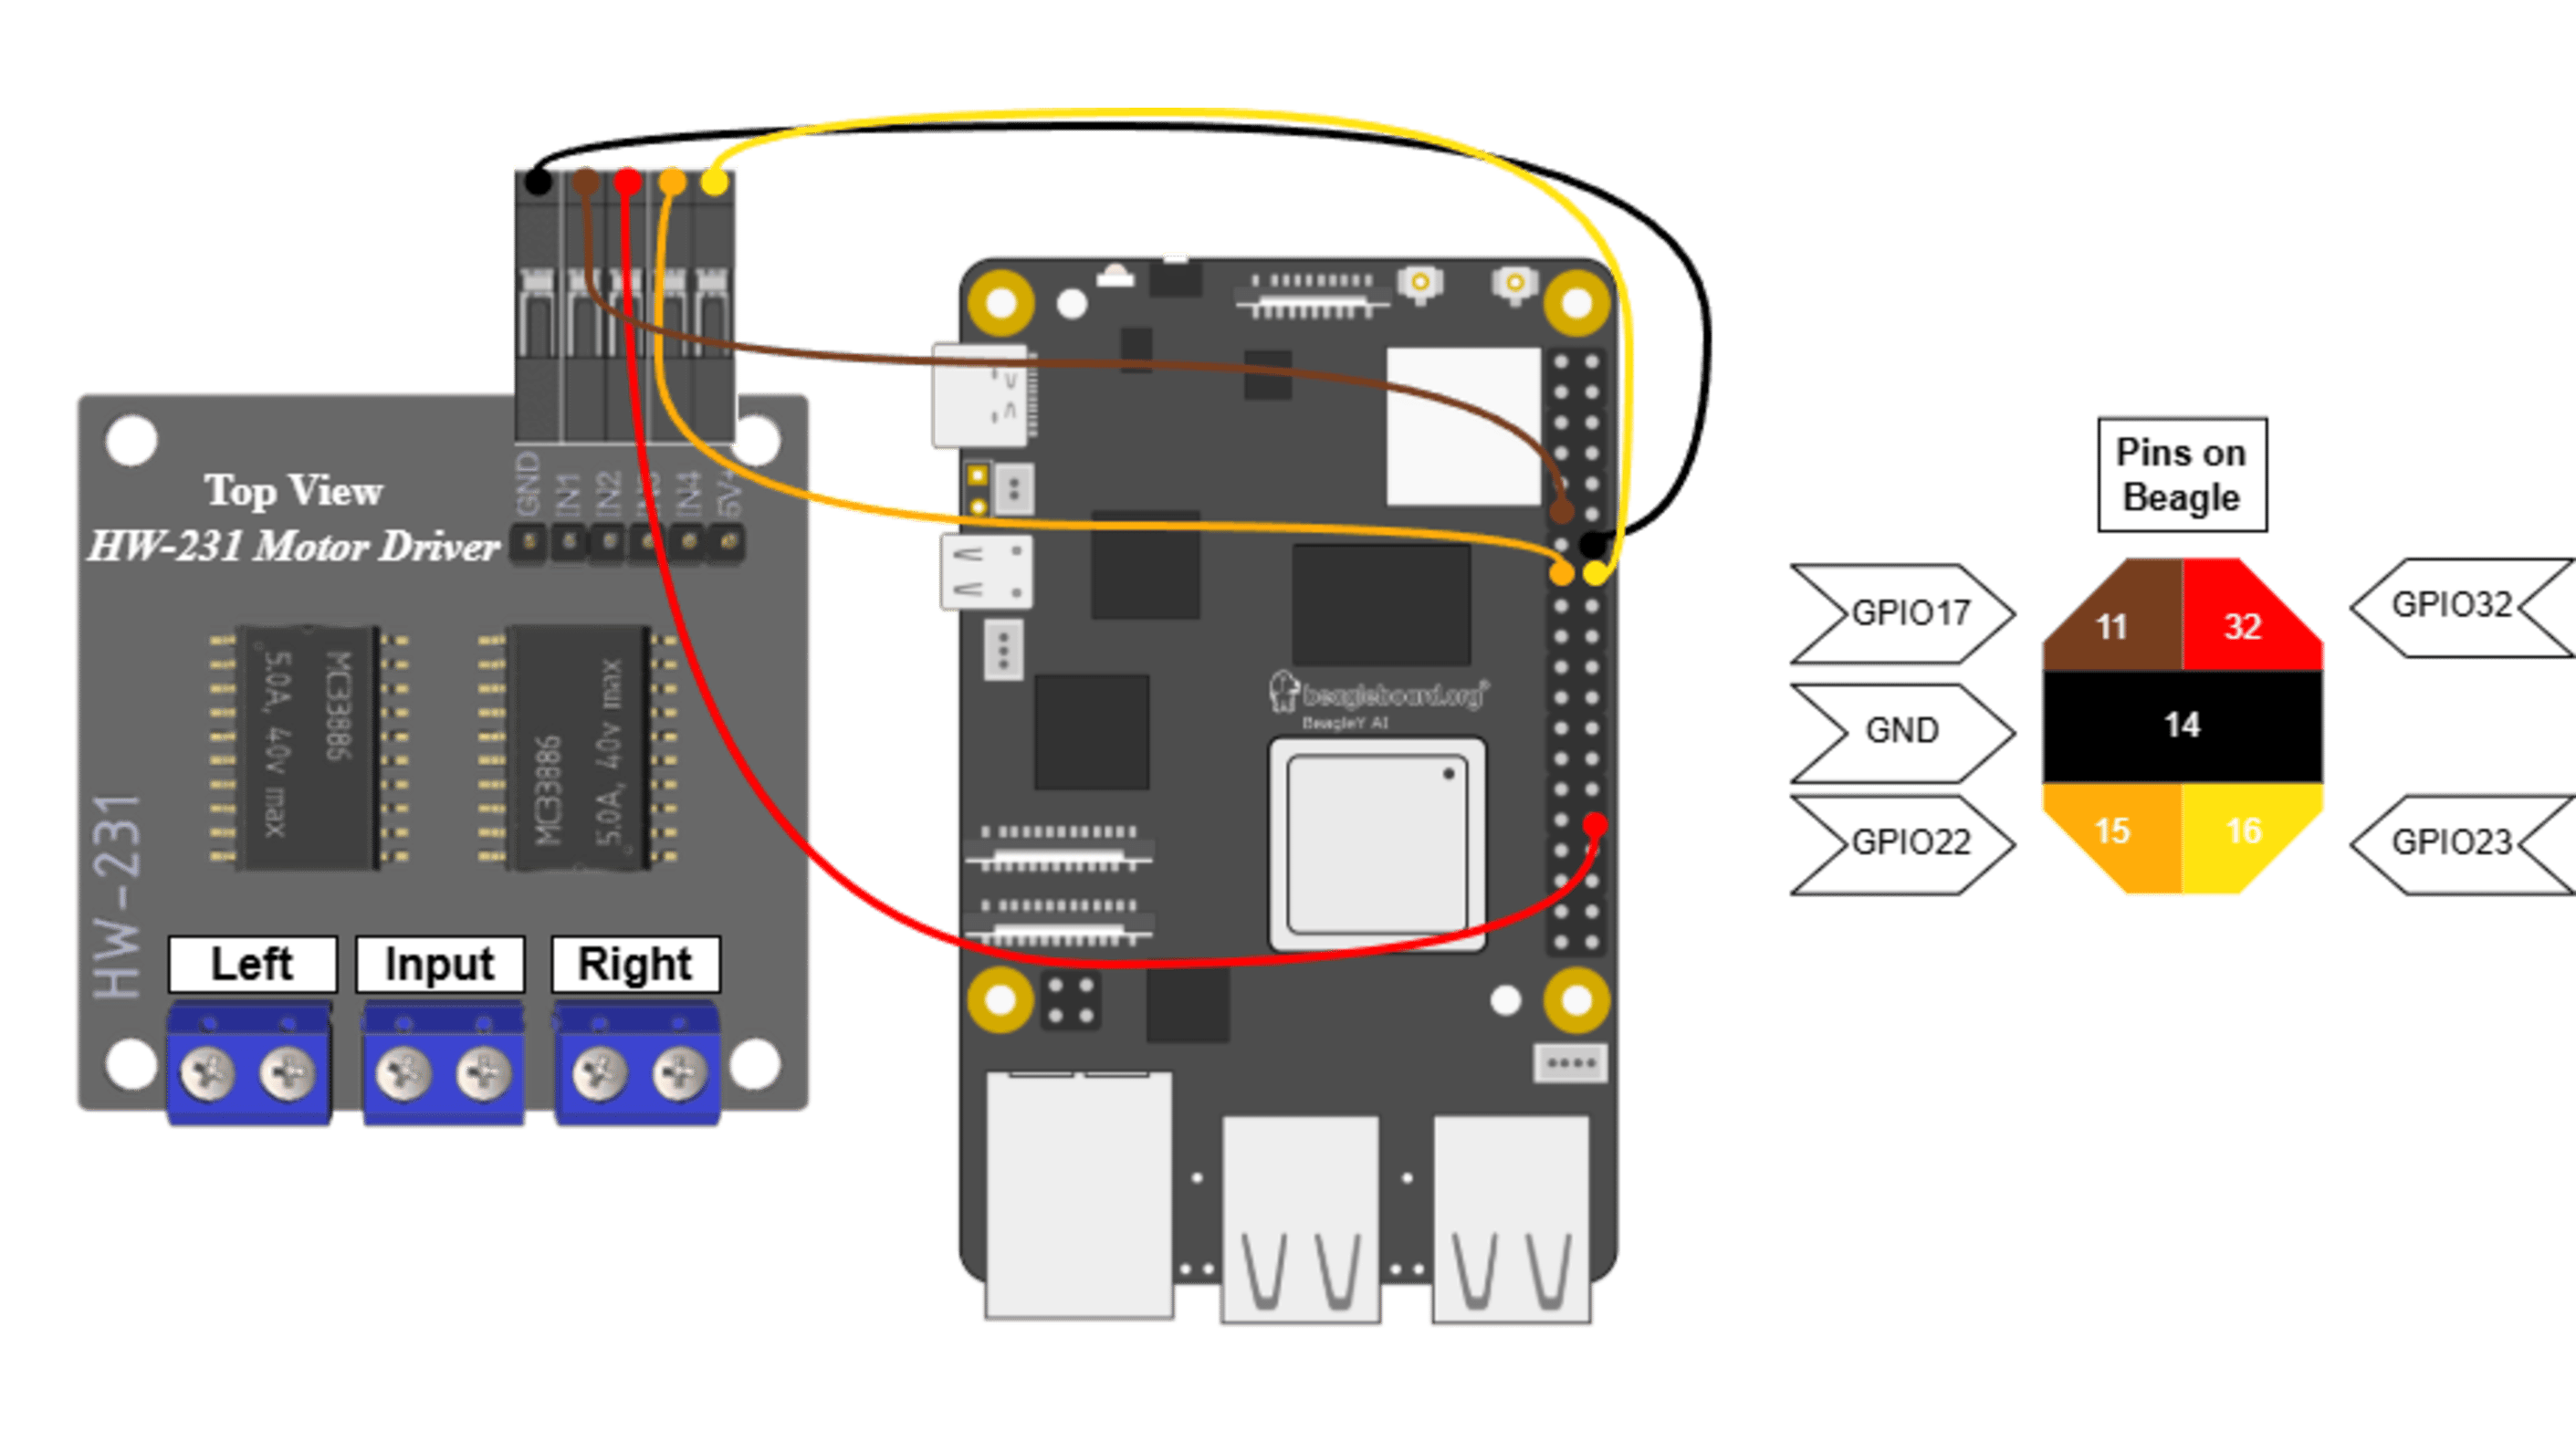 GND
IN1
IN2
IN3
IN4
5V+
Top View
HW-231 Motor Driver
MC33886
5.0A, 40v max
MC33886
5.0A, 40v max
HW-231
Left
Input
Right
beagleboard.org®
BeagleY AI
Pins on
Beagle
GPIO17
11
32
GPIO32
GND
14
GPIO22
15
16
GPIO23